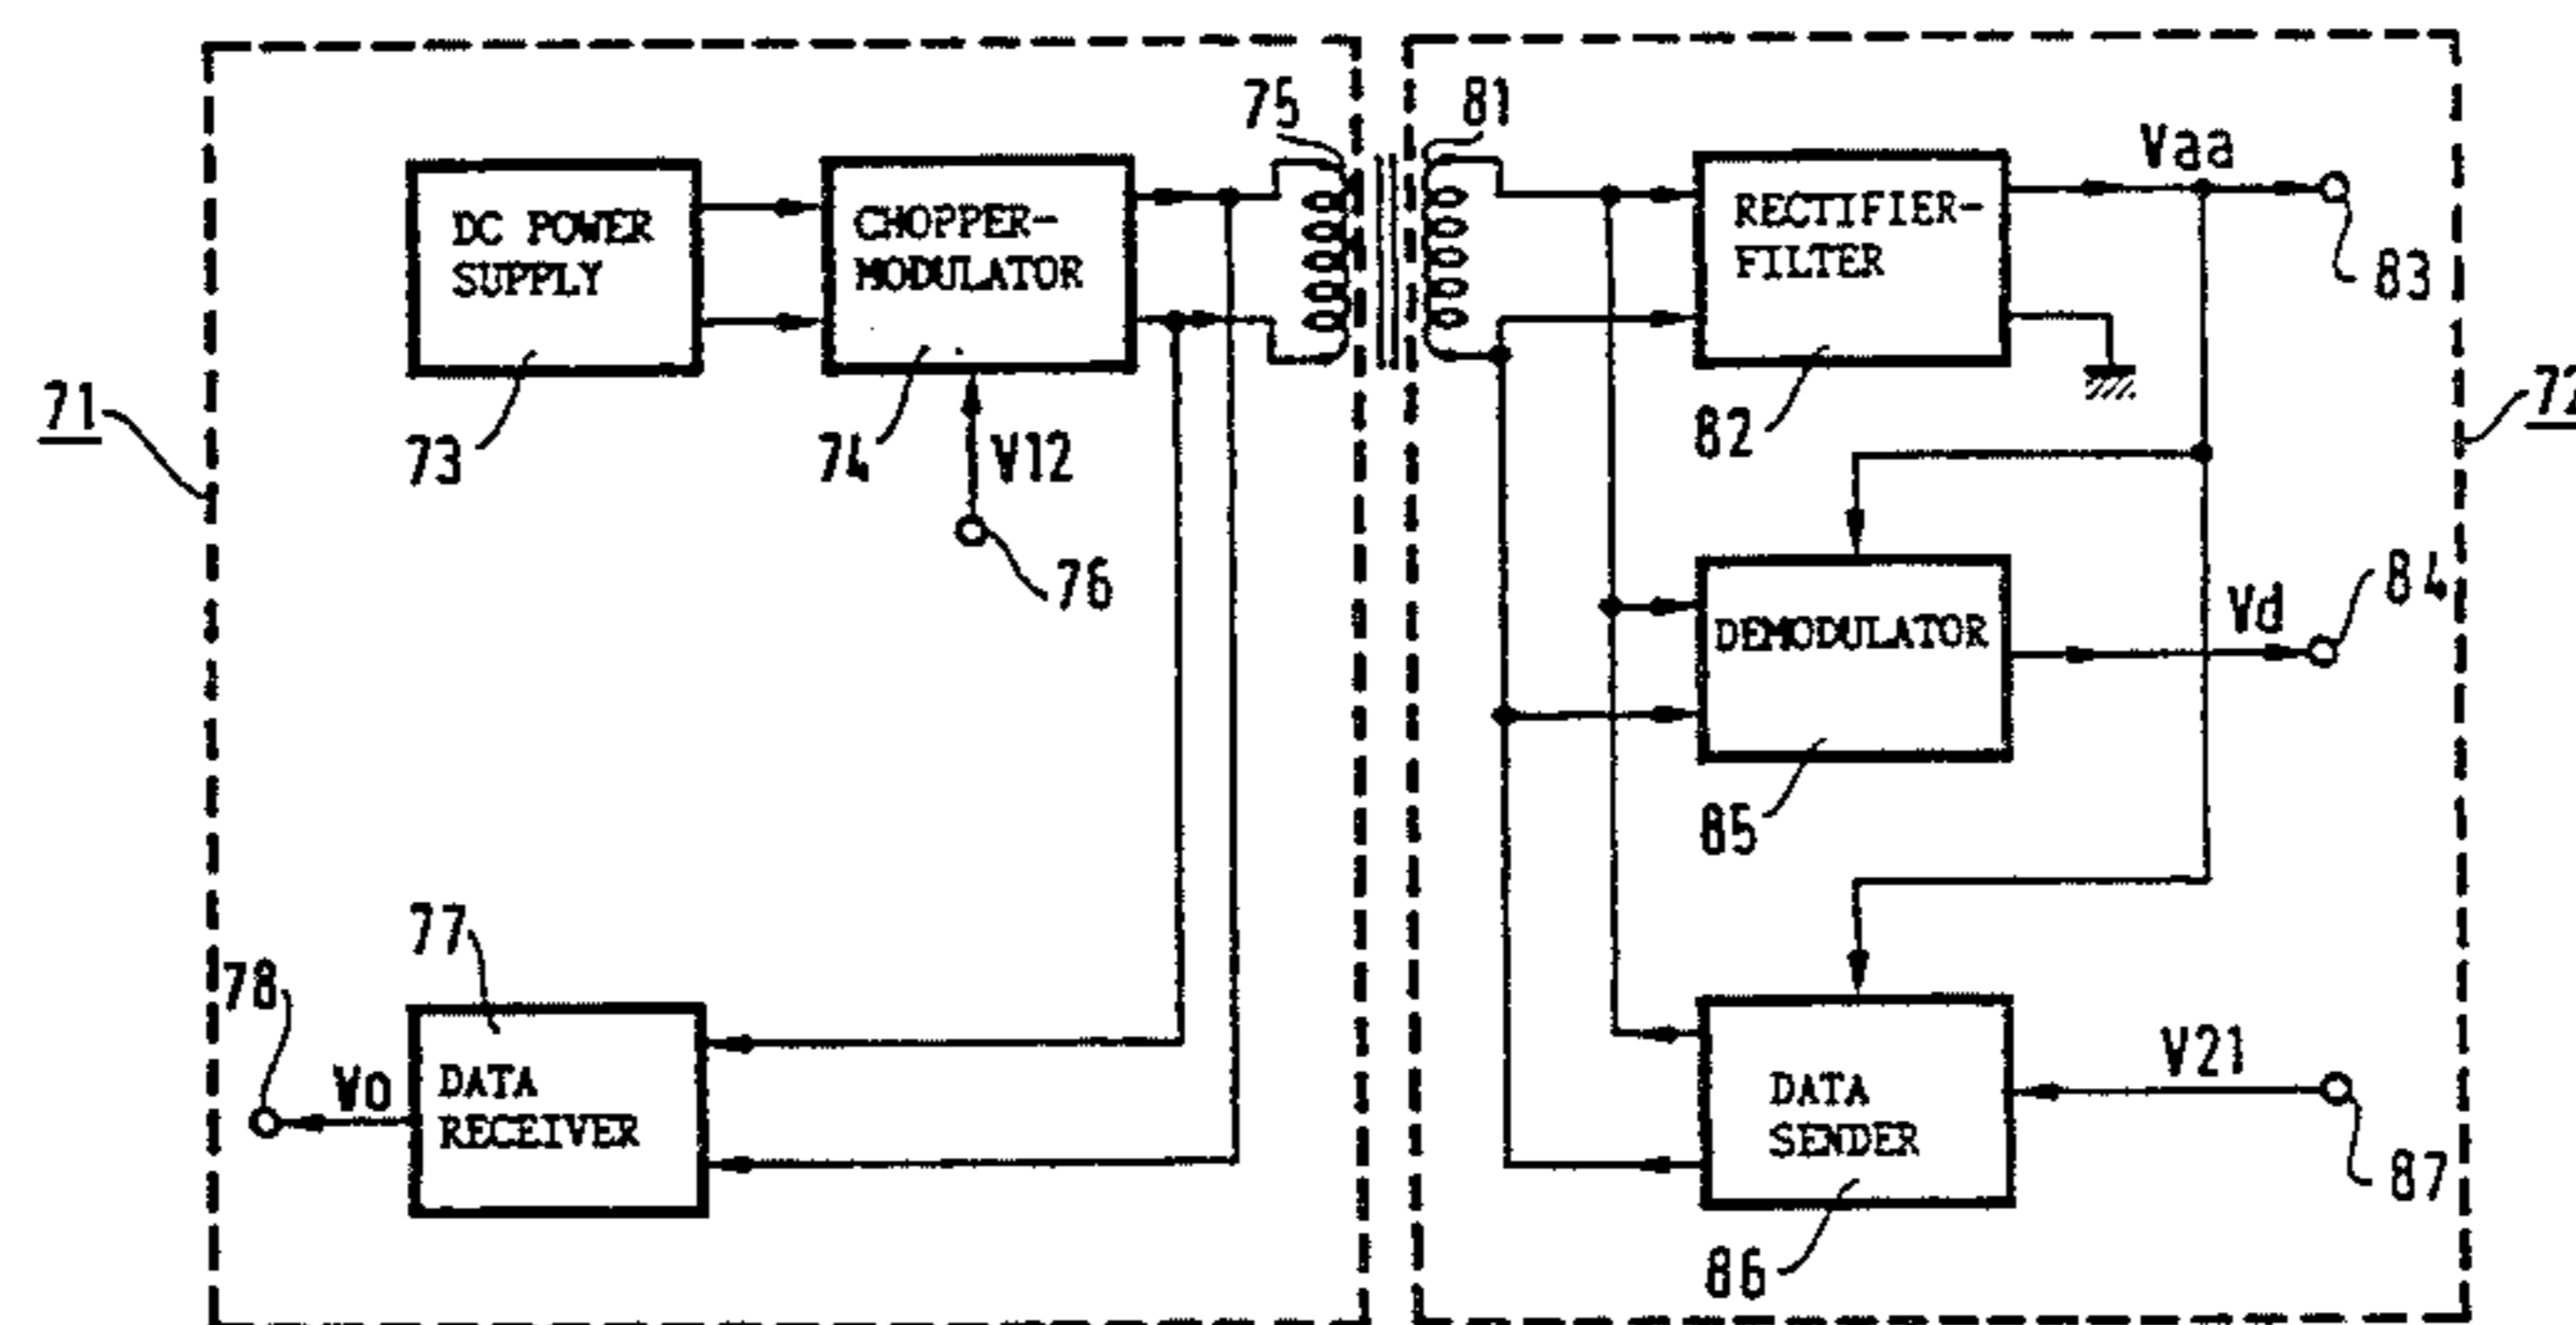 75
81
Vaa
DC POWER
SUPPLY
CHOPPER-
MODULATOR
RECTIFIER-
FILTER
83
71
73
74
V12
82
76
DEMODULATOR
Vd
84
85
77
78
Vo
DATA
RECEIVER
DATA
SENDER
V21
87
86
72